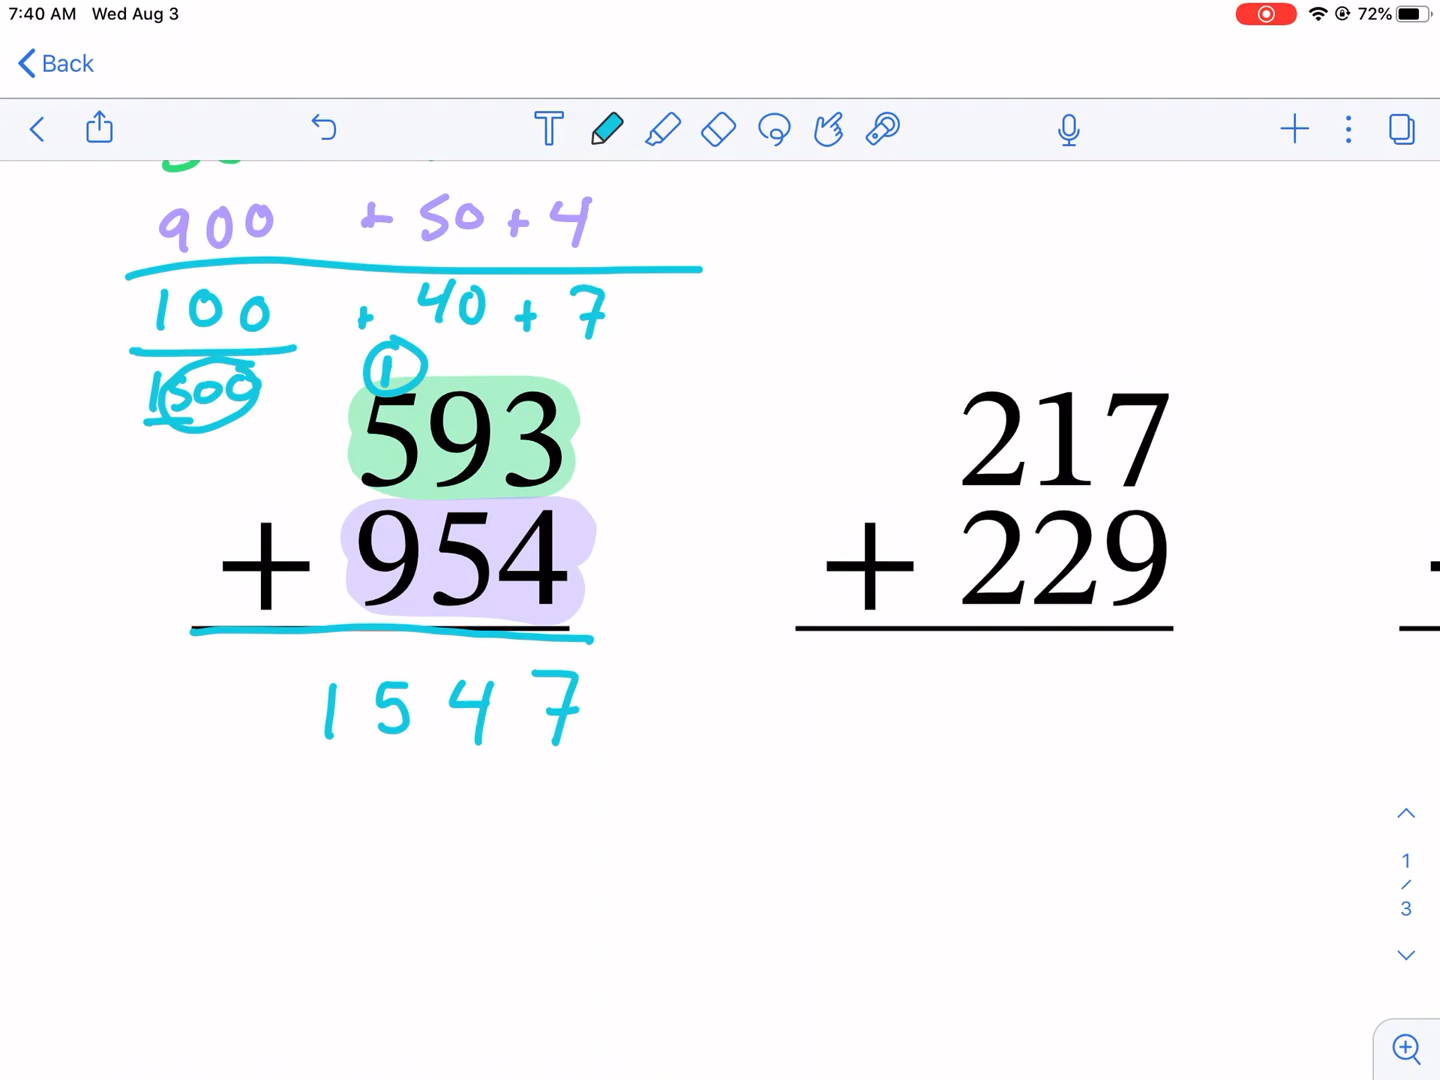 7:40 AM Wed Aug 3
72%
Back
T
900 + 50 + 4
100 + 40 + 7
1
1500
593
+ 954
1547
217
+ 229
1
/
3